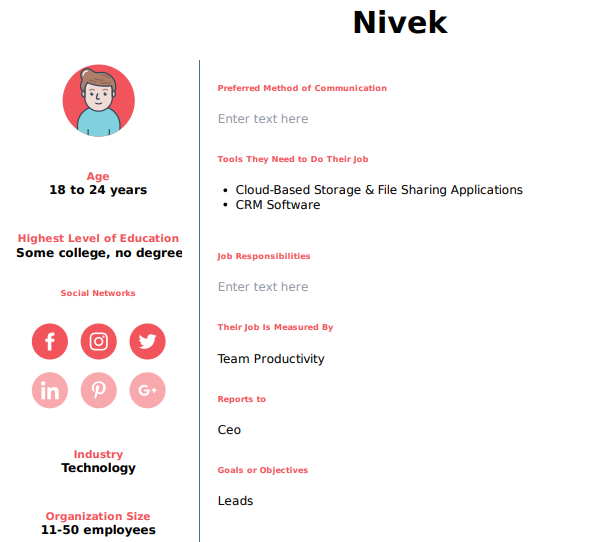 Nivek
Age
18 to 24 years
Highest Level of Education
Some college, no degree
Social Networks
f
in
G+
Industry
Technology
Organization Size
11-50 employees
Preferred Method of Communication
Enter text here
Tools They Need to Do Their Job
• Cloud-Based Storage & File Sharing Applications
• CRM Software
Job Responsibilities
Enter text here
Their Job Is Measured By
Team Productivity
Reports to
Ceo
Goals or Objectives
Leads